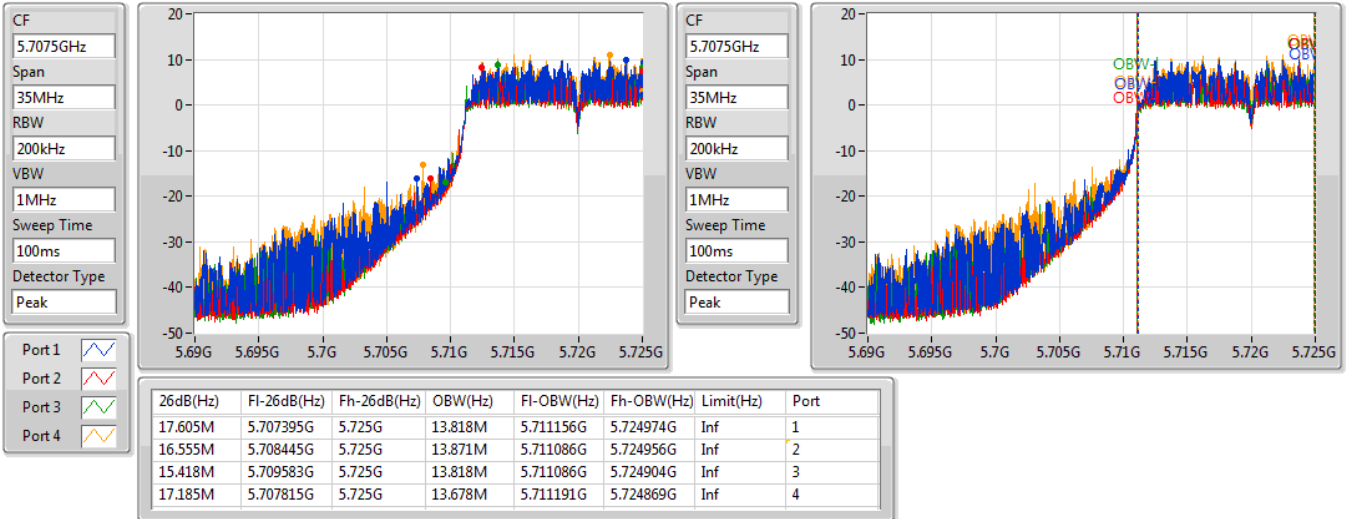 CF
5.7075GHz
Span
35MHz
RBW
200kHz
VBW
1MHz
Sweep Time
100ms
Detector Type
Peak
20
10
0
-10
-20
-30
-40
-50
5.69G 5.695G 5.7G 5.705G 5.71G 5.715G 5.72G 5.725G
CF
5.7075GHz
Span
35MHz
RBW
200kHz
VBW
1MHz
Sweep Time
100ms
Detector Type
Peak
20
10
0
-10
-20
-30
-40
-50
OBW-
OBW
OBW
OBW
OBW
5.69G 5.695G 5.7G 5.705G 5.71G 5.715G 5.72G 5.725G
Port 1
Port 2
Port 3
Port 4
26dB(Hz) Fl-26dB(Hz) Fh-26dB(Hz) OBW(Hz) Fl-OBW(Hz) Fh-OBW(Hz) Limit(Hz) Port
17.605M 5.707395G 5.725G 13.818M 5.711156G 5.724974G Inf 1
16.555M 5.708445G 5.725G 13.871M 5.711086G 5.724956G Inf 2
15.418M 5.709583G 5.725G 13.818M 5.711086G 5.724904G Inf 3
17.185M 5.707815G 5.725G 13.678M 5.711191G 5.724869G Inf 4